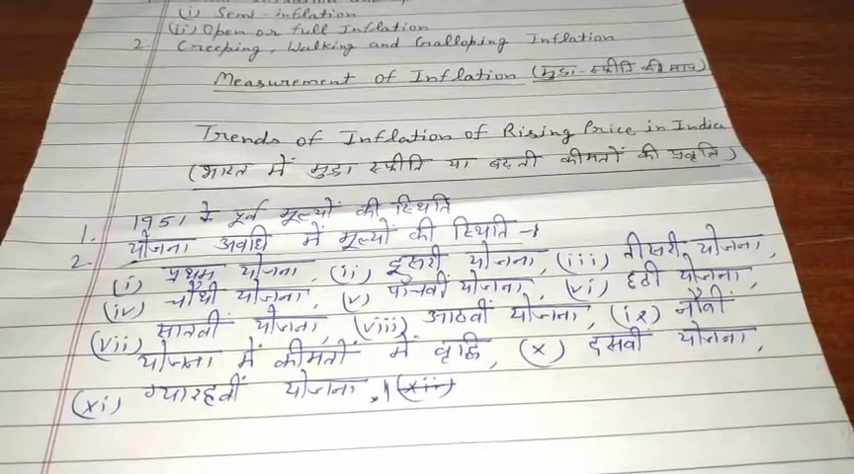 (i) Semi-inflation
(ii) Open or full Inflation
2. Creeping, Walking and Galloping Inflation
Measurement of Inflation (मुद्रा-स्फीति की माप)
Trends of Inflation of Rising Price in India
(भारत में मुद्रा स्फीति या बढ़ती कीमतों की प्रवृत्ति)
1. 1951 के पूर्व मूल्यों की स्थिति
2. योजना अवधि में मूल्यों की स्थिति →
(i) प्रथम योजना, (ii) दूसरी योजना, (iii) तीसरी योजना,
(iv) चौथी योजना, (v) पाँचवीं योजना, (vi) छठी योजना,
(vii) सातवीं योजना, (viii) आठवीं योजना, (ix) नौवीं
योजना में कीमतों में वृद्धि, (x) दसवीं योजना,
(xi) ग्यारहवीं योजना,। (xii)